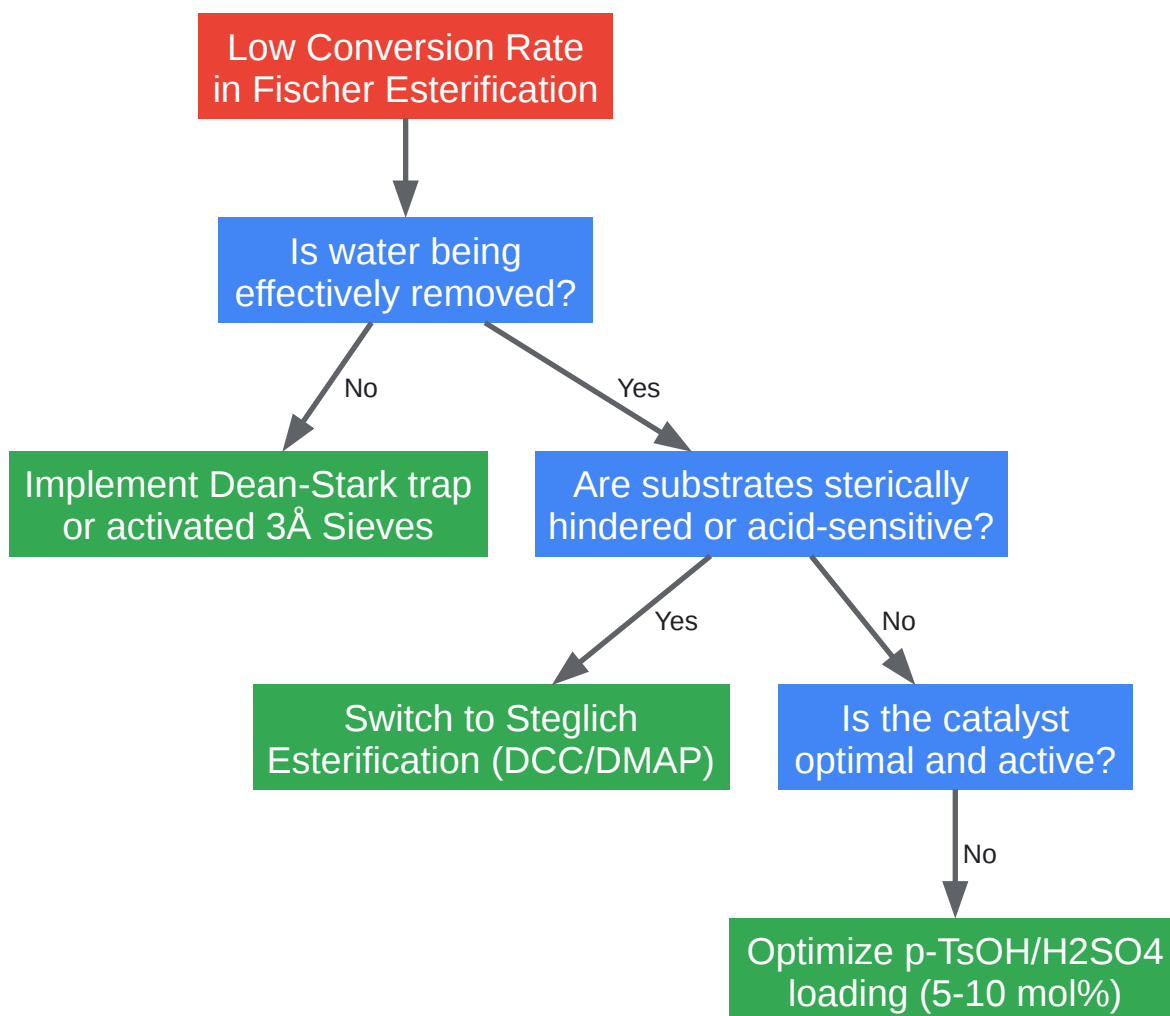 Low Conversion Rate
in Fischer Esterification
Is water being
effectively removed?
No
Yes
Implement Dean-Stark trap
or activated 3Å Sieves
Are substrates sterically
hindered or acid-sensitive?
Yes
No
Switch to Steglich
Esterification (DCC/DMAP)
Is the catalyst
optimal and active?
No
Optimize p-TsOH/H2SO4
loading (5-10 mol%)